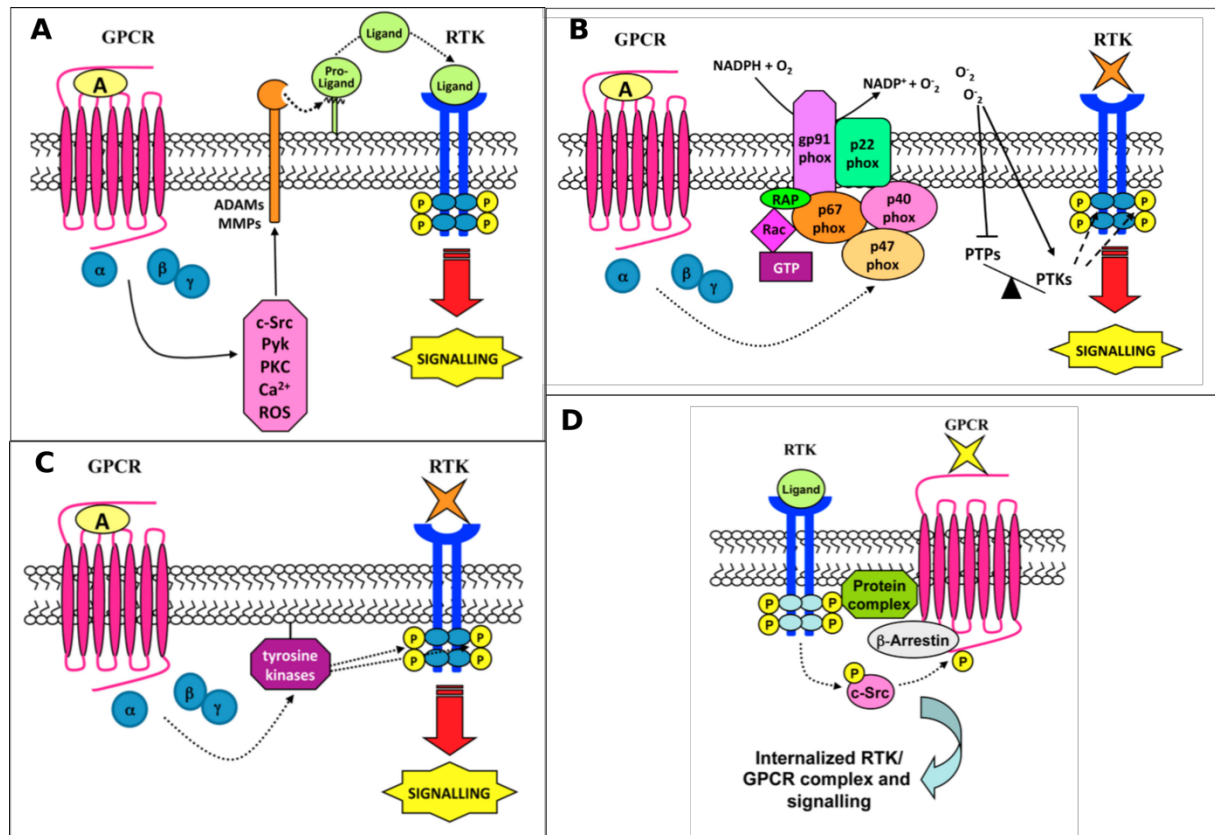 A
GPCR
RTK
A
Pro-
Ligand
Ligand
Ligand
ADAMs
MMPs
P
P
P
P
α
β
γ
c-Src
Pyk
PKC
Ca²⁺
ROS
SIGNALLING
B
GPCR
RTK
A
NADPH + O₂
NADP⁺ + O⁻₂
O⁻₂
O⁻₂
gp91
phox
p22
phox
RAP
p67
phox
p40
phox
Rac
p47
phox
GTP
P
P
P
P
α
β
γ
PTPs
PTKs
SIGNALLING
C
GPCR
RTK
A
tyrosine
kinases
P
P
P
P
α
β
γ
SIGNALLING
D
GPCR
RTK
Ligand
Protein
complex
P
P
P
P
β-Arrestin
P
P
c-Src
Internalized RTK/
GPCR complex and
signalling